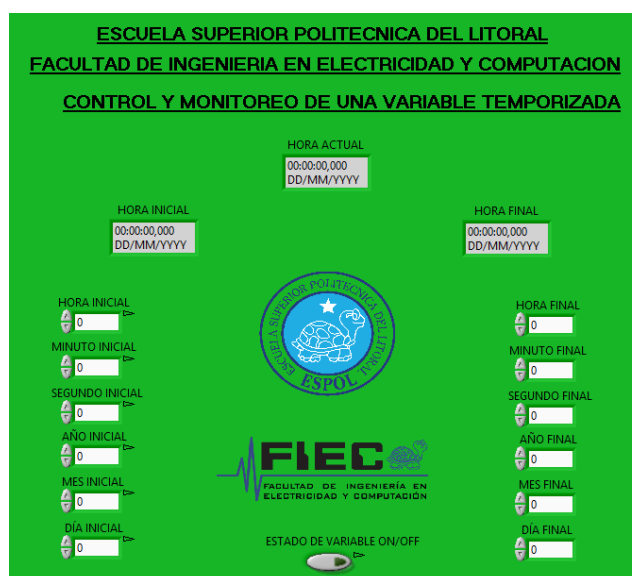 ESCUELA SUPERIOR POLITECNICA DEL LITORAL
FACULTAD DE INGENIERIA EN ELECTRICIDAD Y COMPUTACION
CONTROL Y MONITOREO DE UNA VARIABLE TEMPORIZADA
HORA ACTUAL
00:00:00,000
DD/MM/YYYY
HORA INICIAL
00:00:00,000
DD/MM/YYYY
HORA FINAL
00:00:00,000
DD/MM/YYYY
HORA INICIAL
0
MINUTO INICIAL
0
SEGUNDO INICIAL
0
AÑO INICIAL
0
MES INICIAL
0
DÍA INICIAL
0
ESCUELA SUPERIOR POLITECNICA DEL LITORAL
ESPOL
FIEC
FACULTAD DE INGENIERÍA EN
ELECTRICIDAD Y COMPUTACIÓN
ESTADO DE VARIABLE ON/OFF
HORA FINAL
0
MINUTO FINAL
0
SEGUNDO FINAL
0
AÑO FINAL
0
MES FINAL
0
DÍA FINAL
0